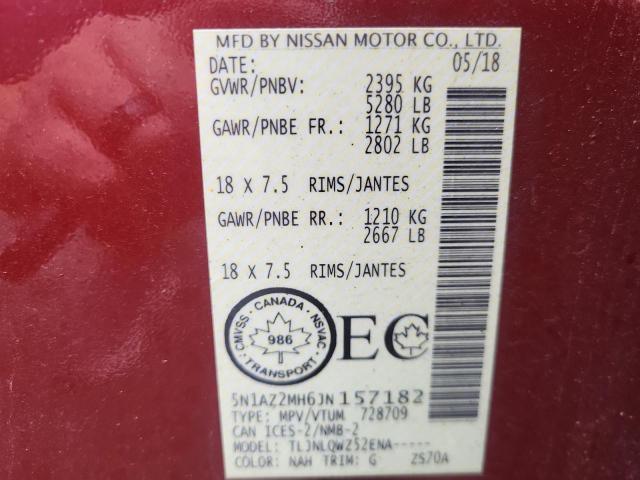 MFD BY NISSAN MOTOR CO., LTD.
DATE: 05/18
GVWR/PNBV: 2395 KG
5280 LB
GAWR/PNBE FR.: 1271 KG
2802 LB
18 X 7.5 RIMS/JANTES
GAWR/PNBE RR.: 1210 KG
2667 LB
18 X 7.5 RIMS/JANTES
CMVSS · CANADA · NSVAC
986
TRANSPORT
EC
5N1AZ2MH6JN157182
TYPE: MPV/VTUM 728709
CAN ICES-2/NMB-2
MODEL: TLJNLQWZ52ENA-----
COLOR: NAH TRIM: G 2S70A